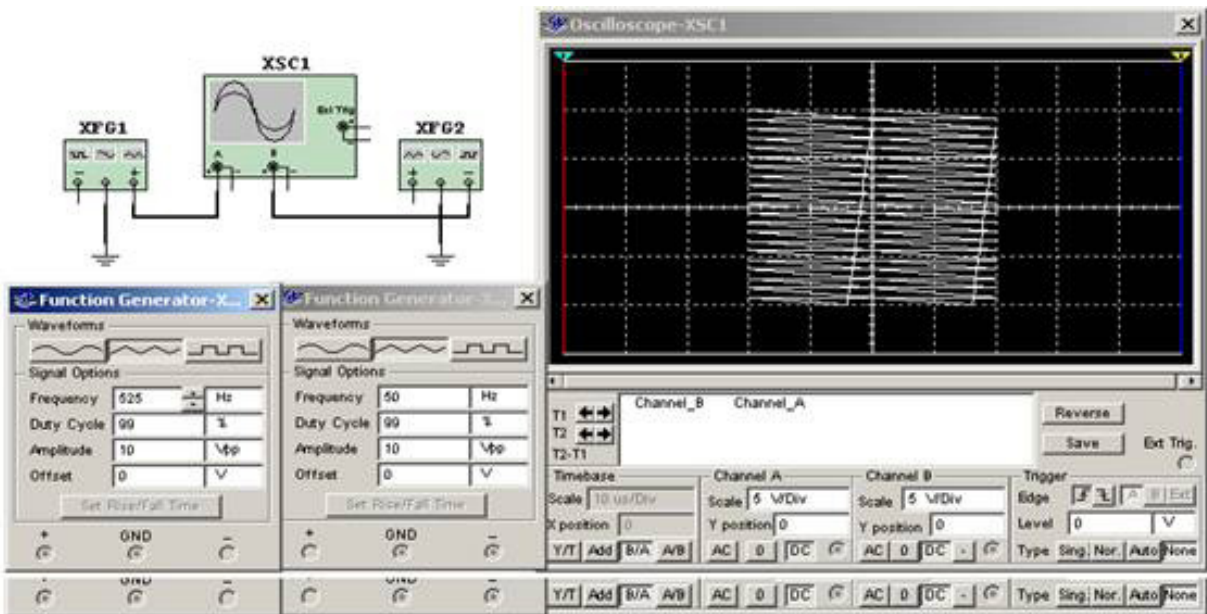 Oscilloscope-XSC1
XSC1
Ext Trig
XFG1
XFG2
A
B
Function Generator-X...
Function Generator-X...
Waveforms
Waveforms
Signal Options
Signal Options
Frequency 525 Hz
Frequency 50 Hz
Duty Cycle 99 %
Duty Cycle 99 %
Amplitude 10 Vpp
Amplitude 10 Vpp
Offset 0 V
Offset 0 V
Set Rise/Fall Time
Set Rise/Fall Time
+ GND -
+ GND -
GND
GND
Channel_B Channel_A
T1
T2
T2-T1
Reverse
Save
Ext Trig.
Timebase
Scale 10 us/Div
X position 0
Y/T Add B/A A/B
Channel A
Scale 5 V/Div
Y position 0
AC 0 DC
Channel B
Scale 5 V/Div
Y position 0
AC 0 DC -
Trigger
Edge A B Ext
Level 0 V
Type Sing. Nor. Auto None
Y/T Add B/A A/B AC 0 DC AC 0 DC - Type Sing. Nor. Auto None